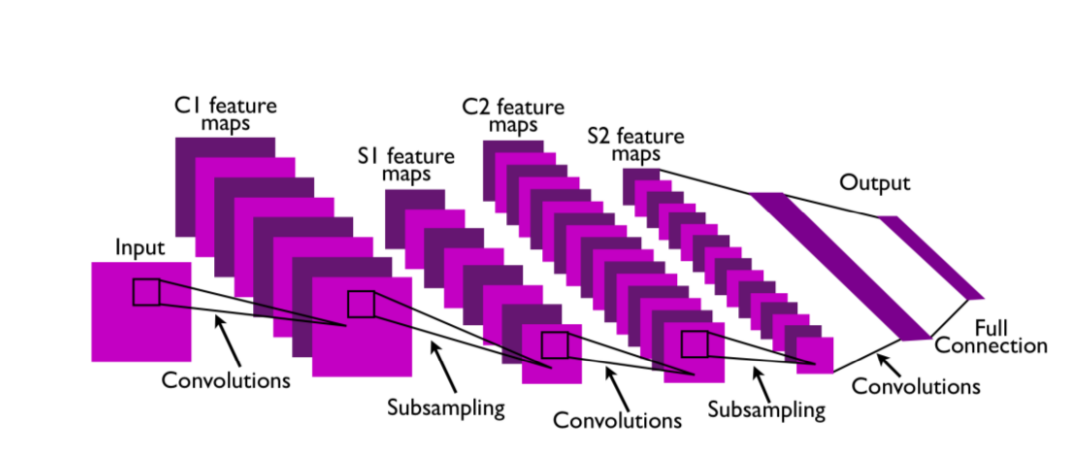 C1 feature
maps
S1 feature
maps
C2 feature
maps
S2 feature
maps
Output
Input
Full
Connection
Convolutions
Subsampling
Convolutions
Subsampling
Convolutions